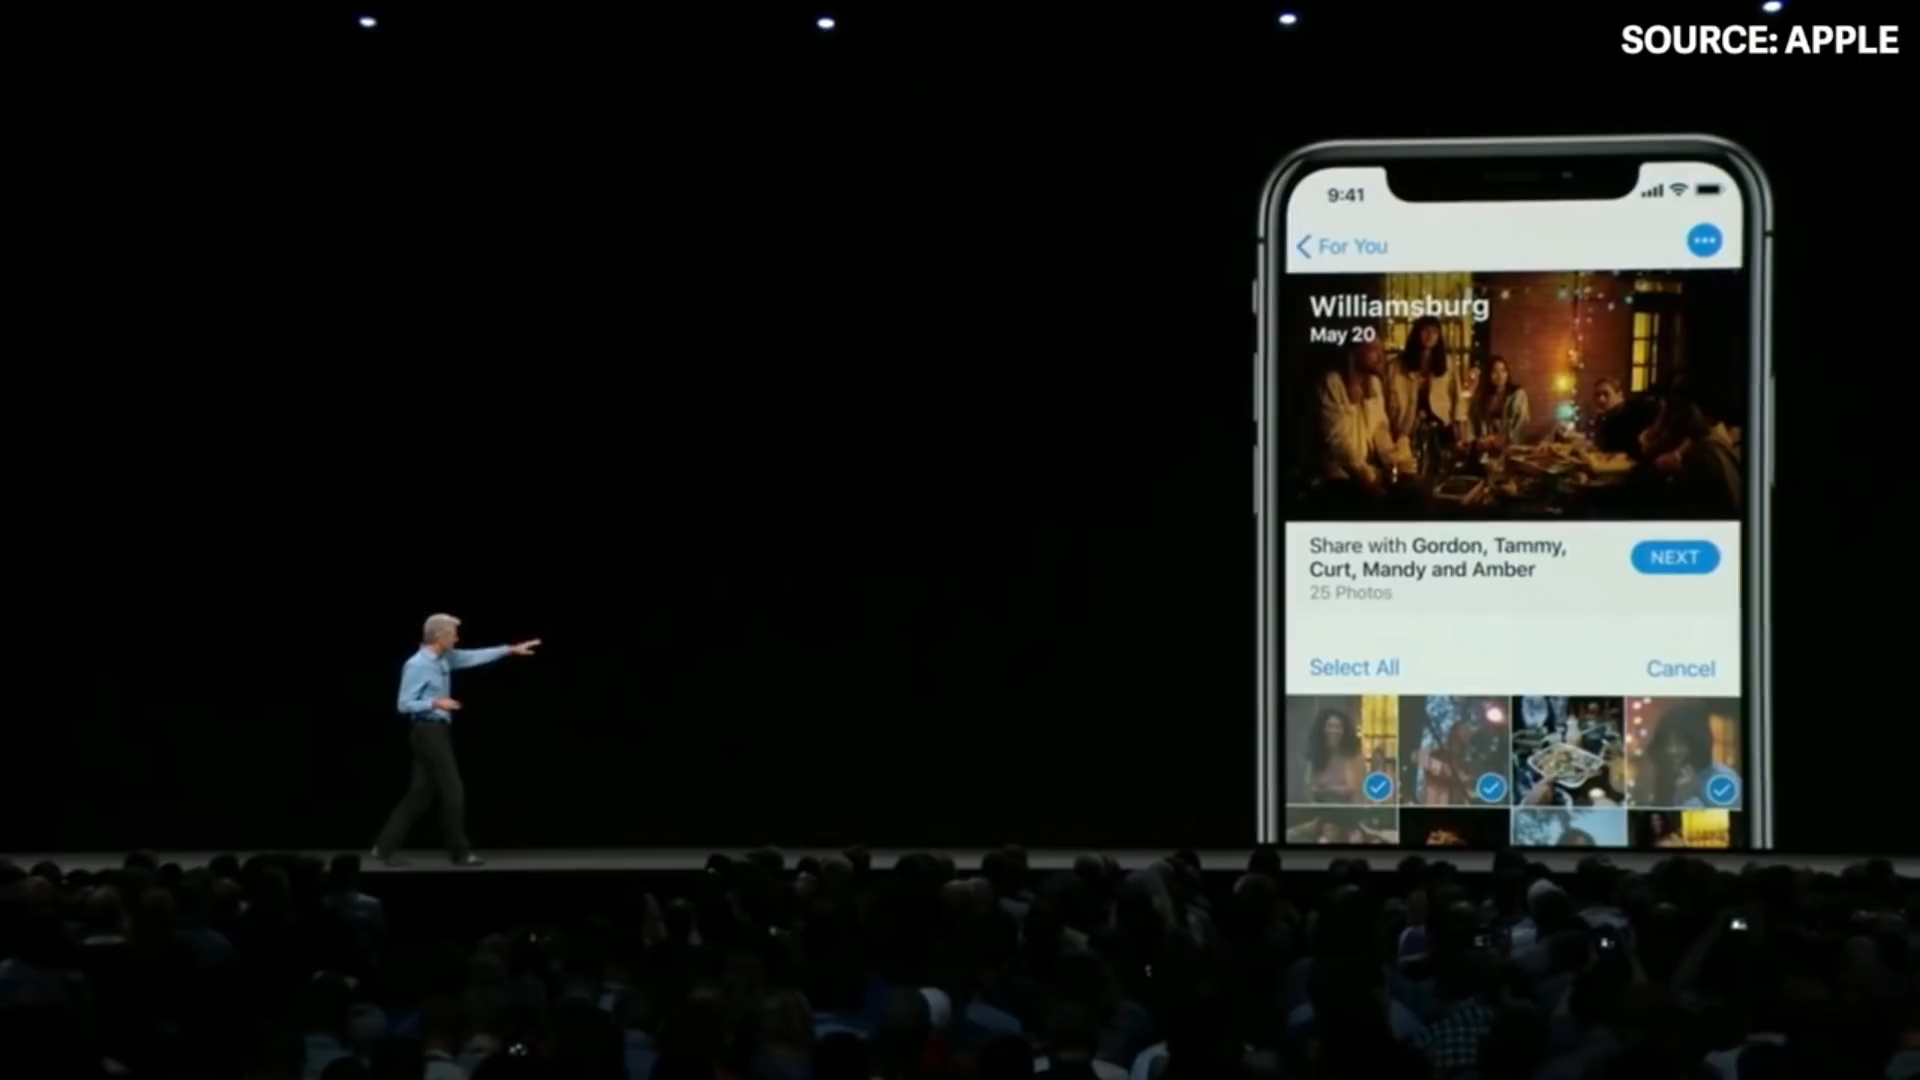 SOURCE: APPLE
9:41
For You
Williamsburg
May 20
Share with Gordon, Tammy,
Curt, Mandy and Amber
25 Photos
NEXT
Select All
Cancel